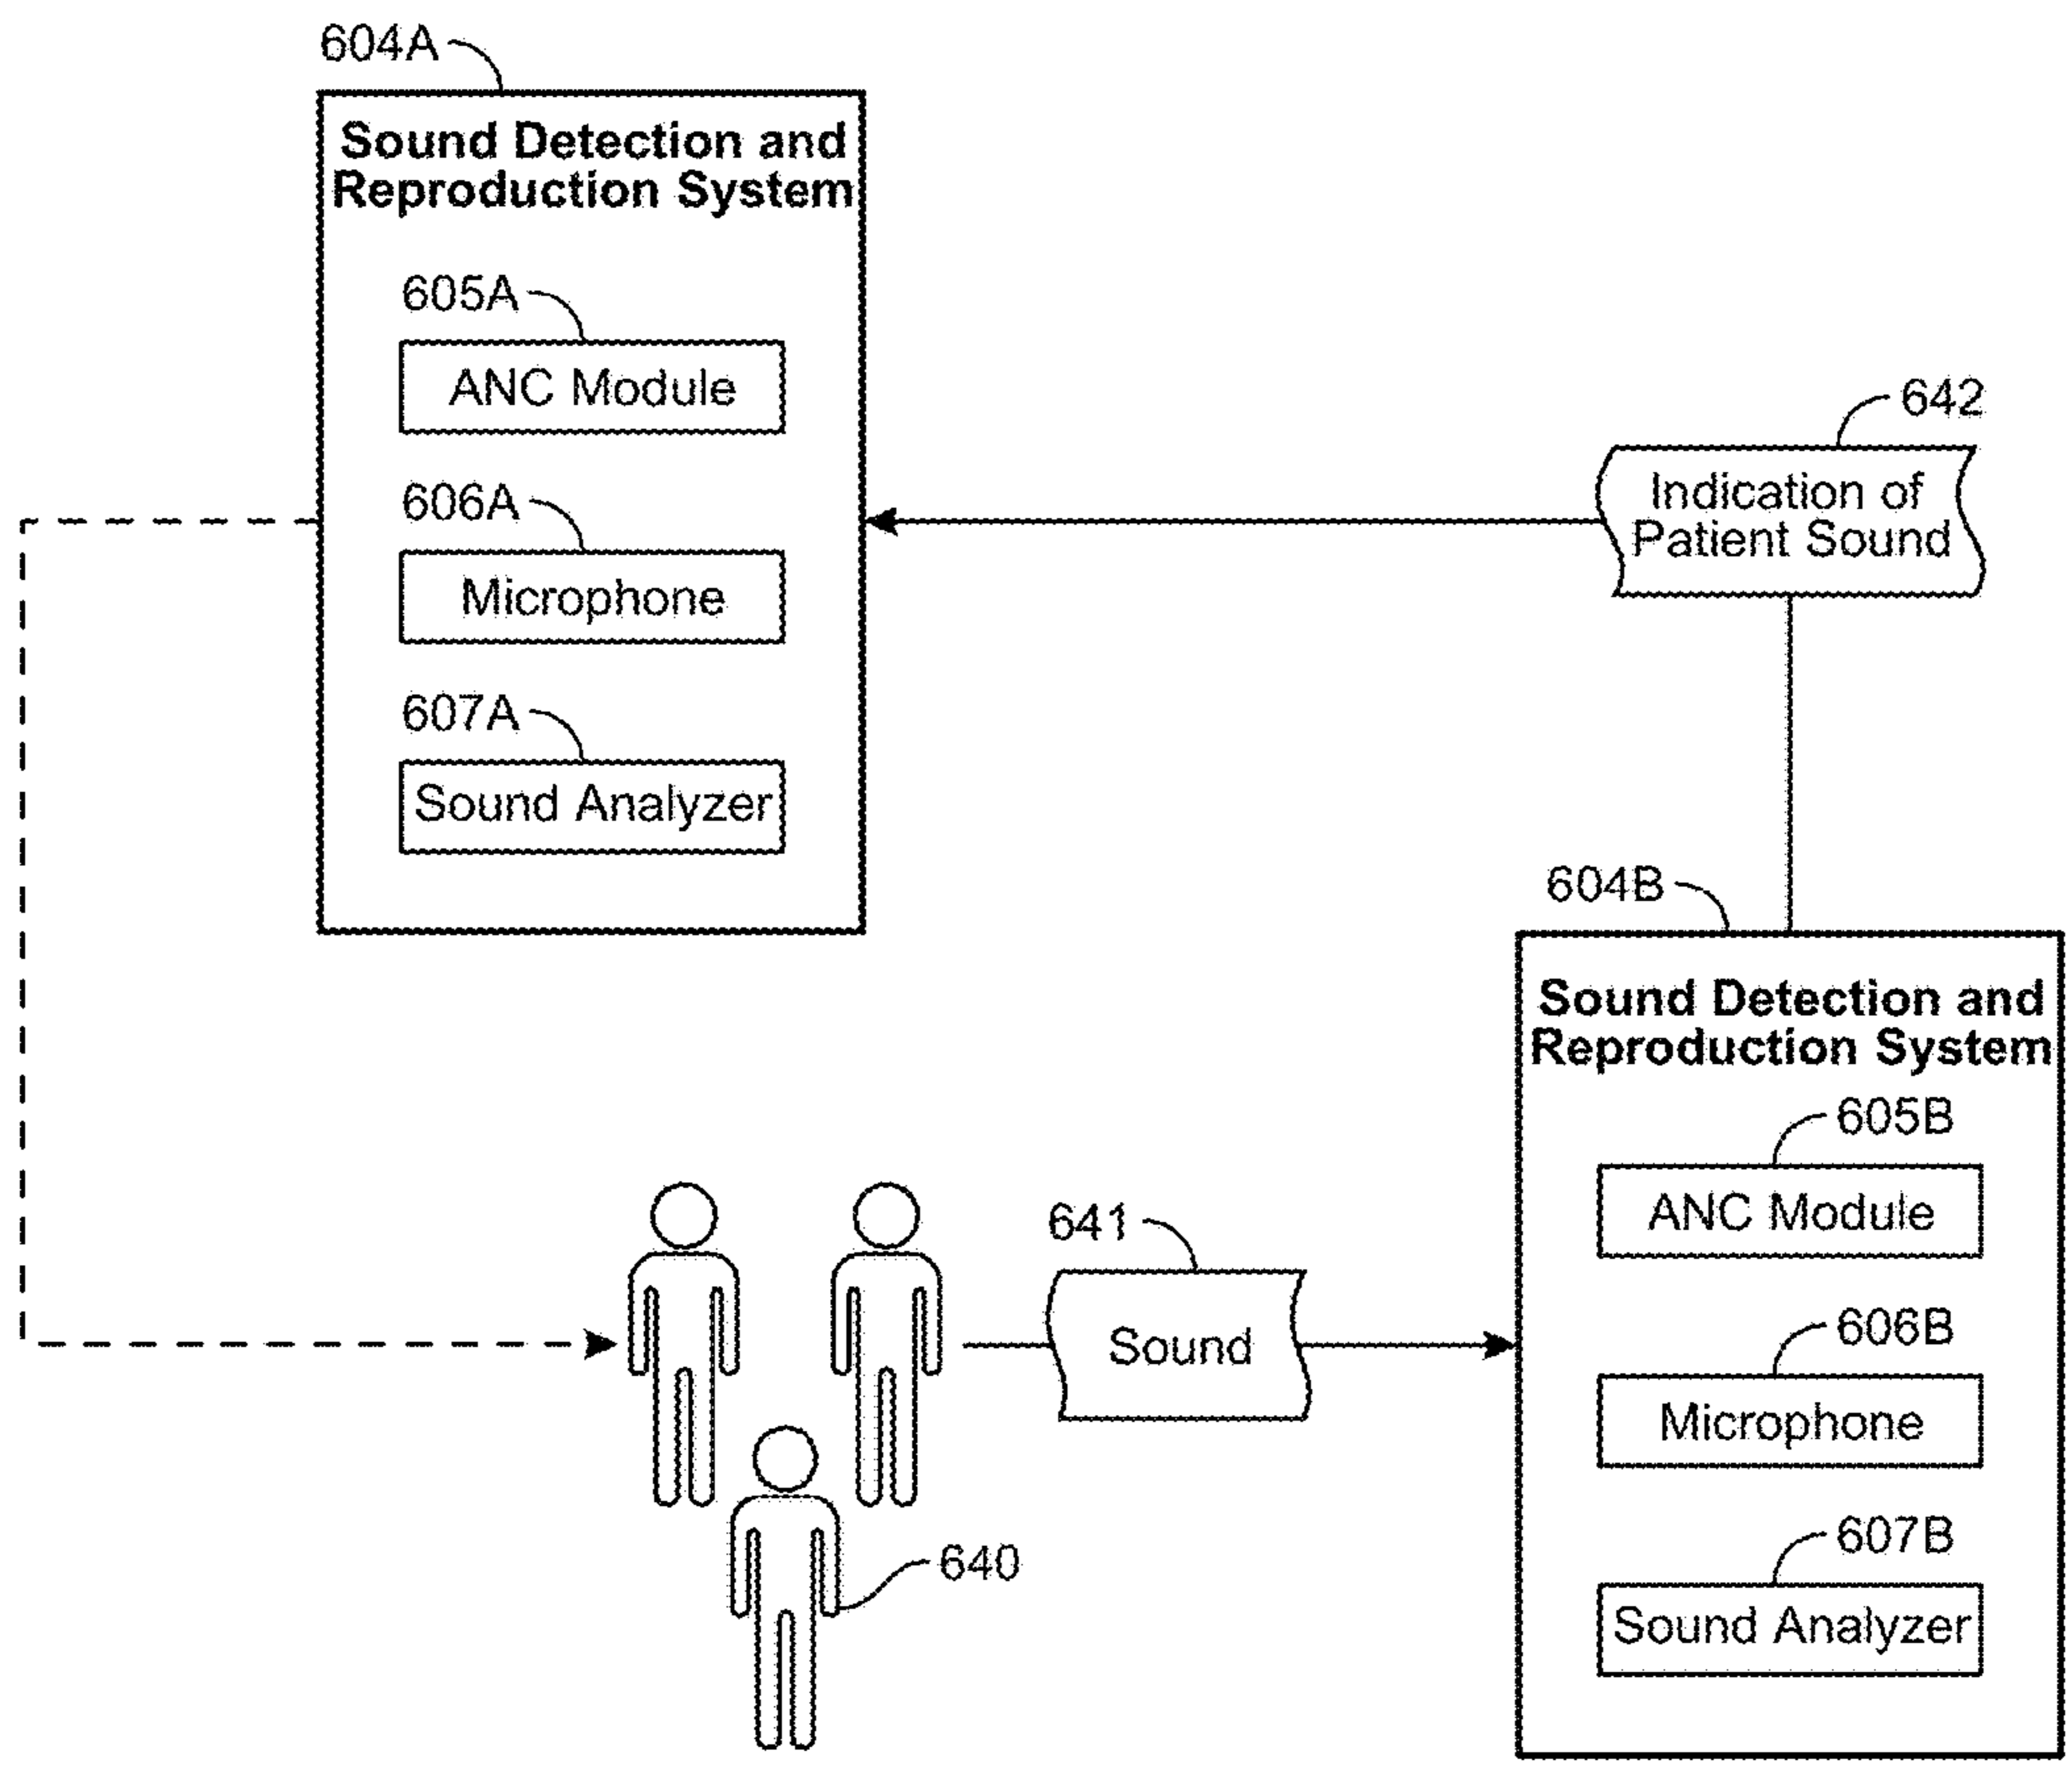 604A
Sound Detection and
Reproduction System
605A
ANC Module
606A
Microphone
607A
Sound Analyzer
642
Indication of
Patient Sound
604B
Sound Detection and
Reproduction System
605B
ANC Module
606B
Microphone
607B
Sound Analyzer
641
Sound
640